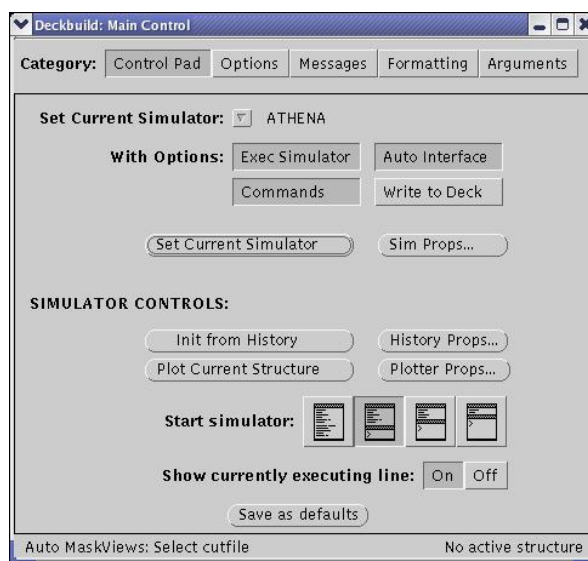 Deckbuild: Main Control
Category: Control Pad Options Messages Formatting Arguments
Set Current Simulator: ATHENA
With Options: Exec Simulator Auto Interface
Commands Write to Deck
Set Current Simulator Sim Props...
SIMULATOR CONTROLS:
Init from History History Props...
Plot Current Structure Plotter Props...
Start simulator:
Show currently executing line: On Off
Save as defaults
Auto MaskViews: Select cutfile No active structure